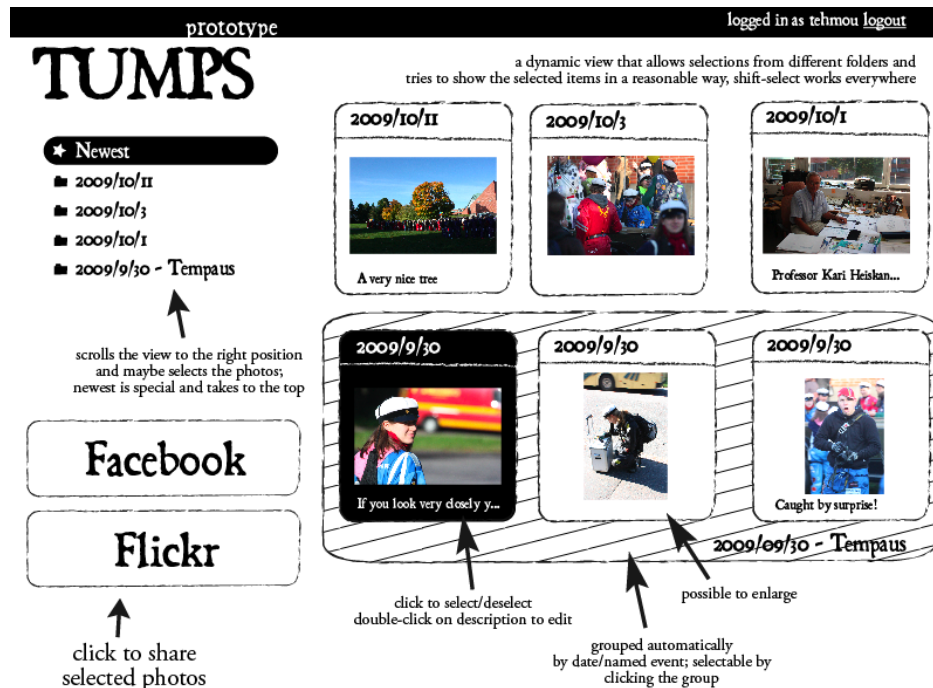 prototype
logged in as tehmou logout
TUMPS
a dynamic view that allows selections from different folders and
tries to show the selected items in a reasonable way, shift-select works everywhere
Newest
2009/10/11
2009/10/3
2009/10/1
2009/9/30 - Tempaus
scrolls the view to the right position
and maybe selects the photos;
newest is special and takes to the top
Facebook
Flickr
click to share
selected photos
2009/10/11
A very nice tree
2009/10/3
2009/10/1
Professor Kari Heiskan...
2009/9/30
If you look very closely y...
2009/9/30
2009/9/30
Caught by surprise!
2009/09/30 - Tempaus
click to select/deselect
double-click on description to edit
possible to enlarge
grouped automatically
by date/named event; selectable by
clicking the group